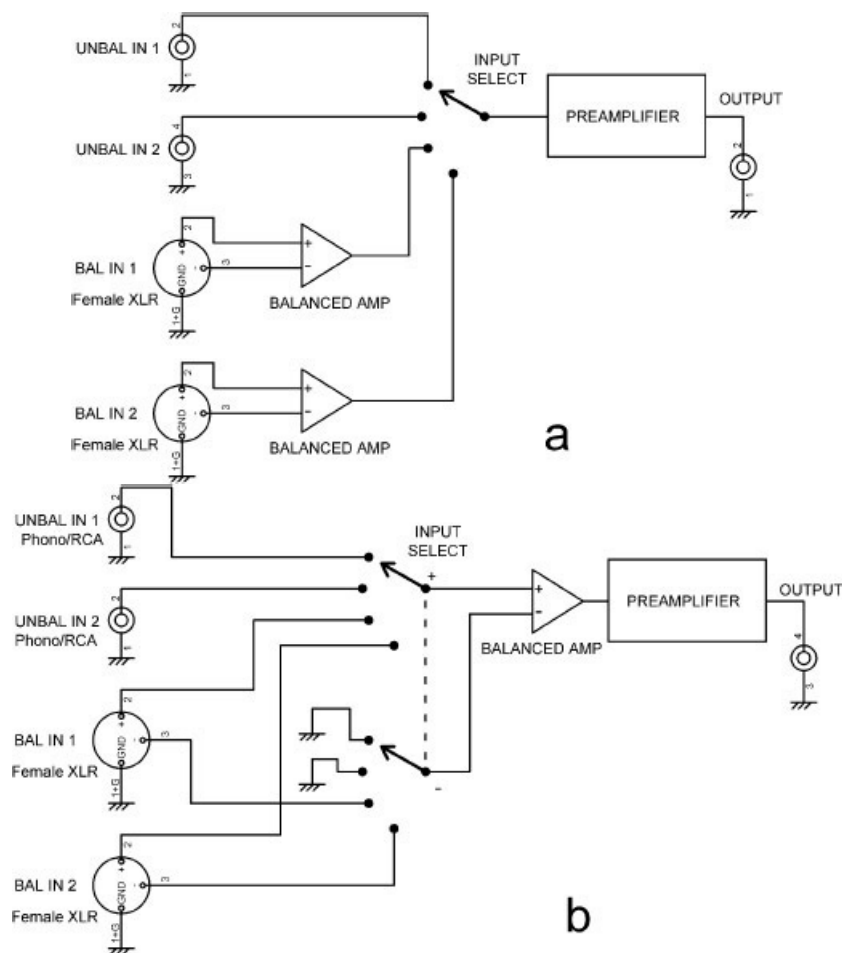 UNBAL IN 1
2
1
INPUT
SELECT
PREAMPLIFIER
OUTPUT
2
1
UNBAL IN 2
4
3
BAL IN 1
Female XLR
+
-
GND
2
3
1+G
+
-
BALANCED AMP
BAL IN 2
Female XLR
+
-
GND
2
3
1+G
+
-
BALANCED AMP
a
UNBAL IN 1
Phono/RCA
2
1
INPUT
SELECT
+
+
-
BALANCED AMP
PREAMPLIFIER
OUTPUT
4
3
UNBAL IN 2
Phono/RCA
2
1
BAL IN 1
Female XLR
+
-
GND
2
3
1+G
-
BAL IN 2
Female XLR
+
-
GND
2
3
1+G
b